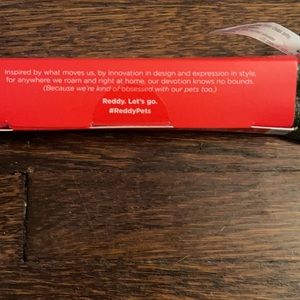 Inspired by what moves us, by innovation in design and expression in style,
for anywhere we roam and right at home, our devotion knows no bounds.
(Because we're kind of obsessed with our pets too.)
Reddy. Let's go.
#ReddyPets